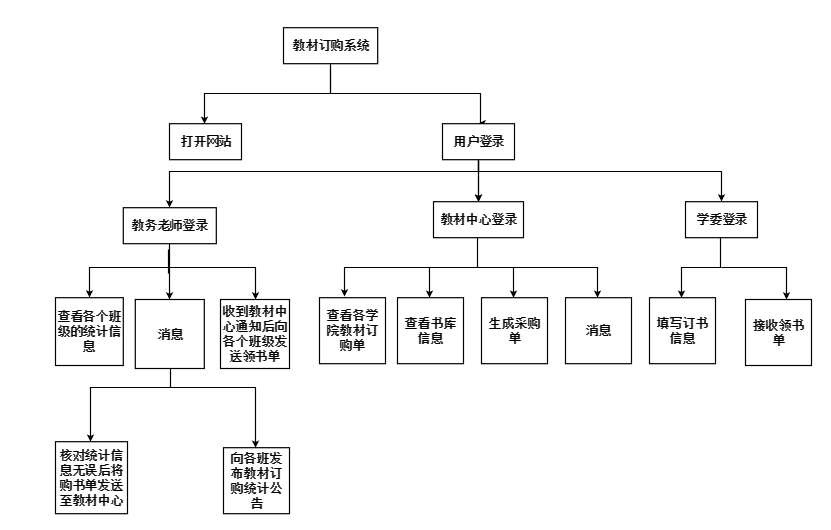 教材订购系统
打开网站
用户登录
教务老师登录
教材中心登录
学委登录
查看各个班
级的统计信
息
消息
收到教材中
心通知后向
各个班级发
送领书单
查看各学
院教材订
购单
查看书库
信息
生成采购
单
消息
填写订书
信息
接收领书
单
核对统计信
息无误后将
购书单发送
至教材中心
向各班发
布教材订
购统计公
告